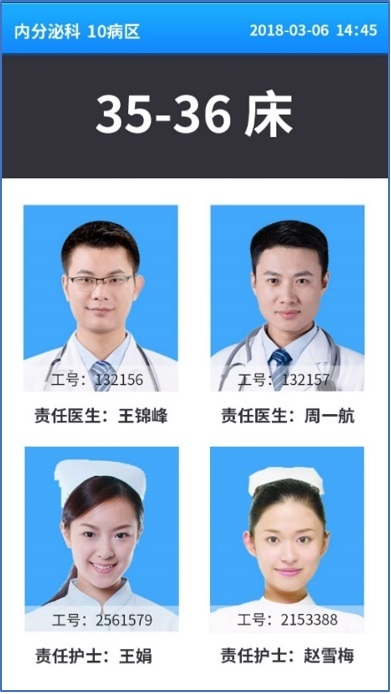 内分泌科 10病区 2018-03-06 14:45
35-36 床
工号：132156 工号：132157
责任医生：王锦峰 责任医生：周一航
工号：2561579 工号：2153388
责任护士：王娟 责任护士：赵雪梅